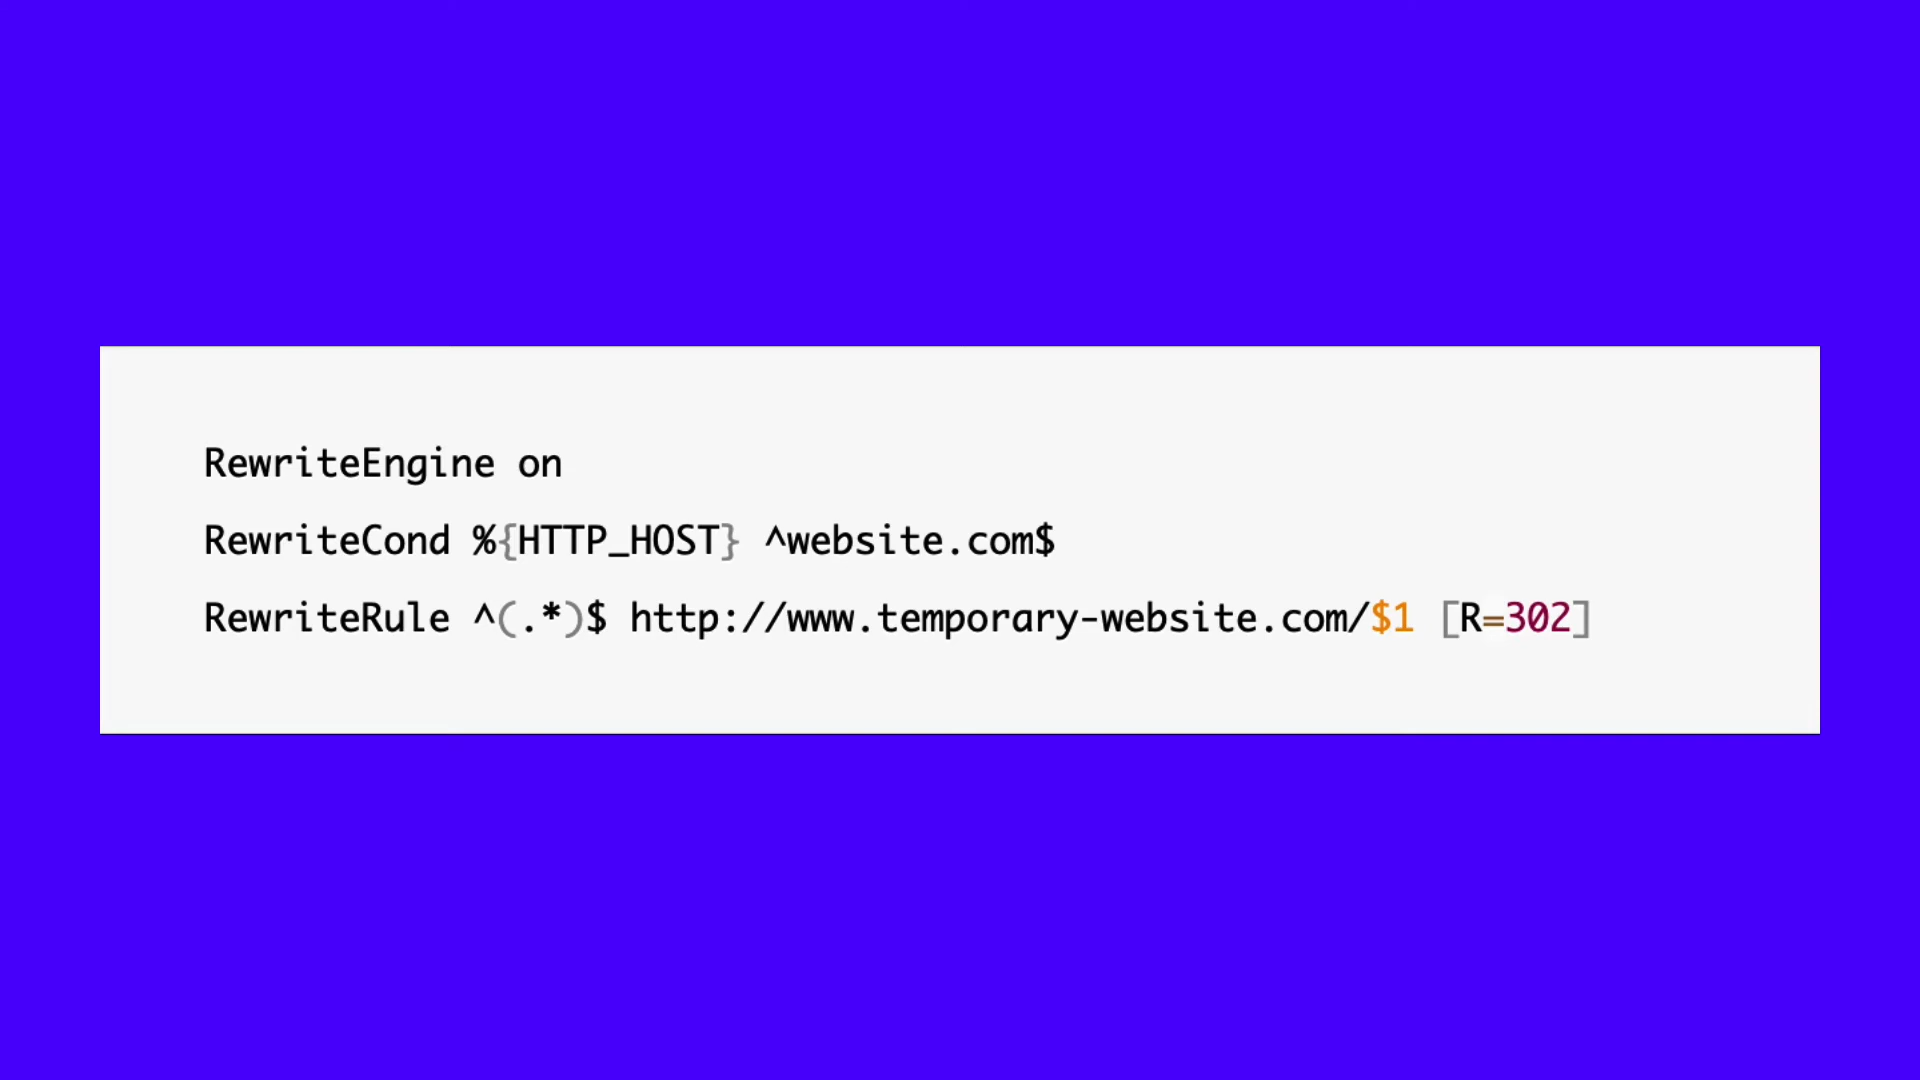 RewriteEngine on
RewriteCond %{HTTP_HOST} ^website.com$
RewriteRule ^(.*)$ http://www.temporary-website.com/$1 [R=302]